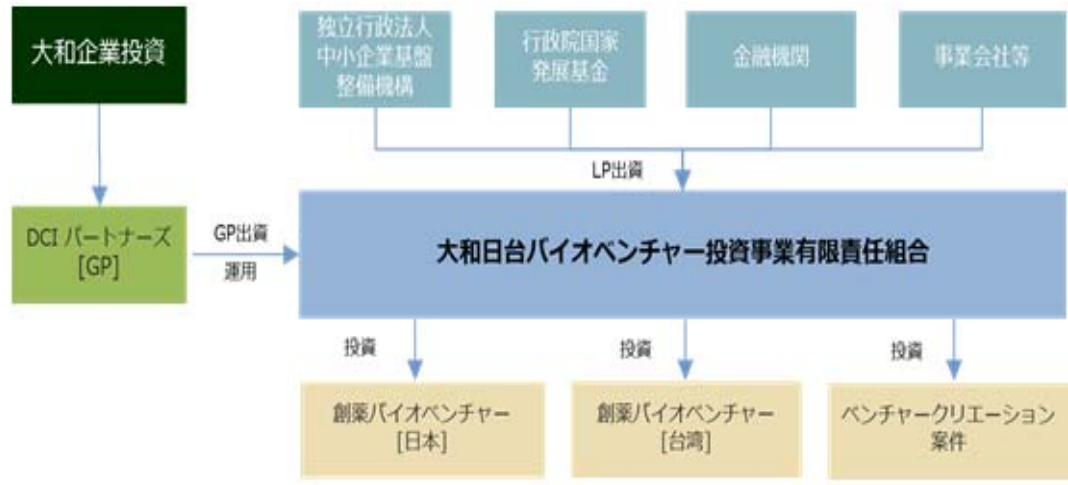 大和企業投資
独立行政法人
中小企業基盤
整備機構
行政院国家
発展基金
金融機関
事業会社等
LP出資
DCI パートナーズ
[GP]
GP出資
運用
大和日台バイオベンチャー投資事業有限責任組合
投資
投資
投資
創薬バイオベンチャー
[日本]
創薬バイオベンチャー
[台湾]
ベンチャークリエーション
案件